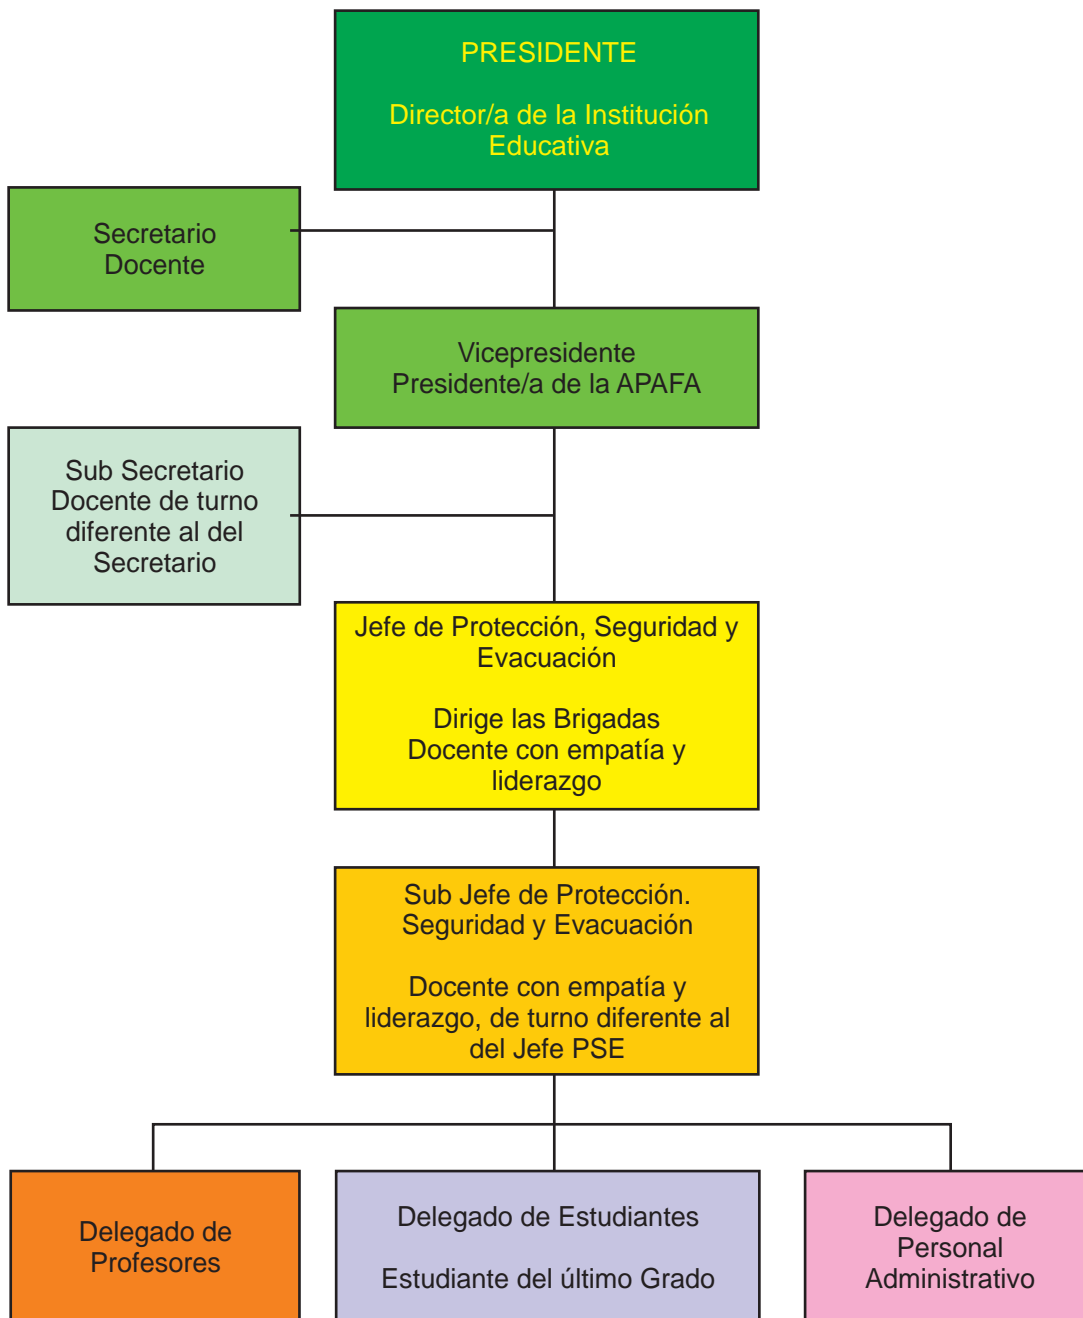 PRESIDENTE
Director/a de la Institución
Educativa
Secretario
Docente
Vicepresidente
Presidente/a de la APAFA
Sub Secretario
Docente de turno
diferente al del
Secretario
Jefe de Protección, Seguridad y
Evacuación
Dirige las Brigadas
Docente con empatía y
liderazgo
Sub Jefe de Protección.
Seguridad y Evacuación
Docente con empatía y
liderazgo, de turno diferente al
del Jefe PSE
Delegado de
Profesores
Delegado de Estudiantes
Estudiante del último Grado
Delegado de
Personal
Administrativo